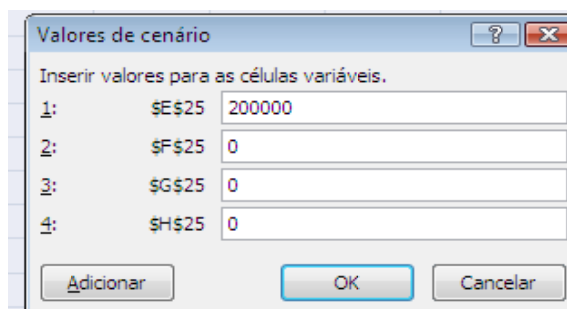 Valores de cenário
Inserir valores para as células variáveis.
1: $E$25 200000
2: $F$25 0
3: $G$25 0
4: $H$25 0
Adicionar OK Cancelar